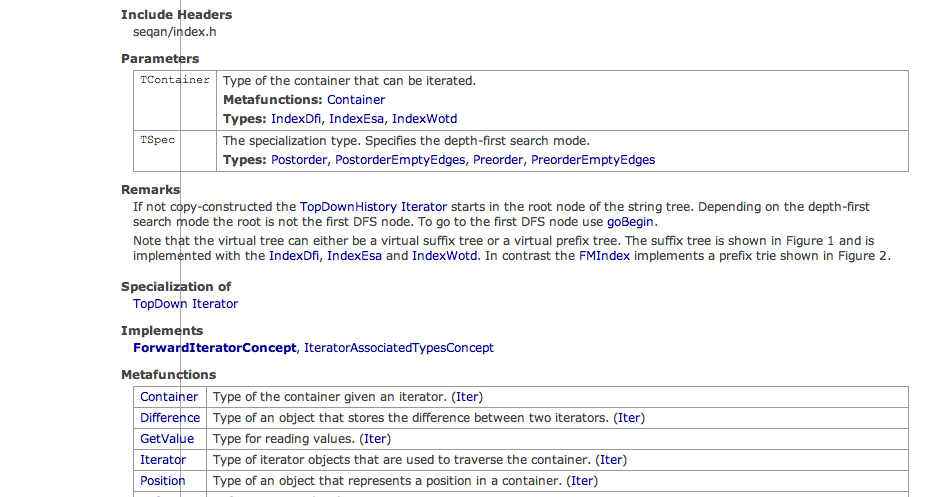 Include Headers
seqan/index.h
Parameters
TContainer Type of the container that can be iterated.
Metafunctions: Container
Types: IndexDfi, IndexEsa, IndexWotd
TSpec The specialization type. Specifies the depth-first search mode.
Types: Postorder, PostorderEmptyEdges, Preorder, PreorderEmptyEdges
Remarks
If not copy-constructed the TopDownHistory Iterator starts in the root node of the string tree. Depending on the depth-first
search mode the root is not the first DFS node. To go to the first DFS node use goBegin.
Note that the virtual tree can either be a virtual suffix tree or a virtual prefix tree. The suffix tree is shown in Figure 1 and is
implemented with the IndexDfi, IndexEsa and IndexWotd. In contrast the FMIndex implements a prefix trie shown in Figure 2.
Specialization of
TopDown Iterator
Implements
ForwardIteratorConcept, IteratorAssociatedTypesConcept
Metafunctions
Container Type of the container given an iterator. (Iter)
Difference Type of an object that stores the difference between two iterators. (Iter)
GetValue Type for reading values. (Iter)
Iterator Type of iterator objects that are used to traverse the container. (Iter)
Position Type of an object that represents a position in a container. (Iter)